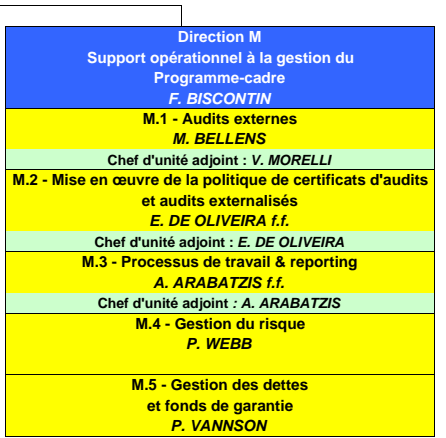 Direction M
Support opérationnel à la gestion du
Programme-cadre
F. BISCONTIN
M.1 - Audits externes
M. BELLENS
Chef d'unité adjoint : V. MORELLI
M.2 - Mise en œuvre de la politique de certificats d'audits
et audits externalisés
E. DE OLIVEIRA f.f.
Chef d'unité adjoint : E. DE OLIVEIRA
M.3 - Processus de travail & reporting
A. ARABATZIS f.f.
Chef d'unité adjoint : A. ARABATZIS
M.4 - Gestion du risque
P. WEBB
M.5 - Gestion des dettes
et fonds de garantie
P. VANNSON